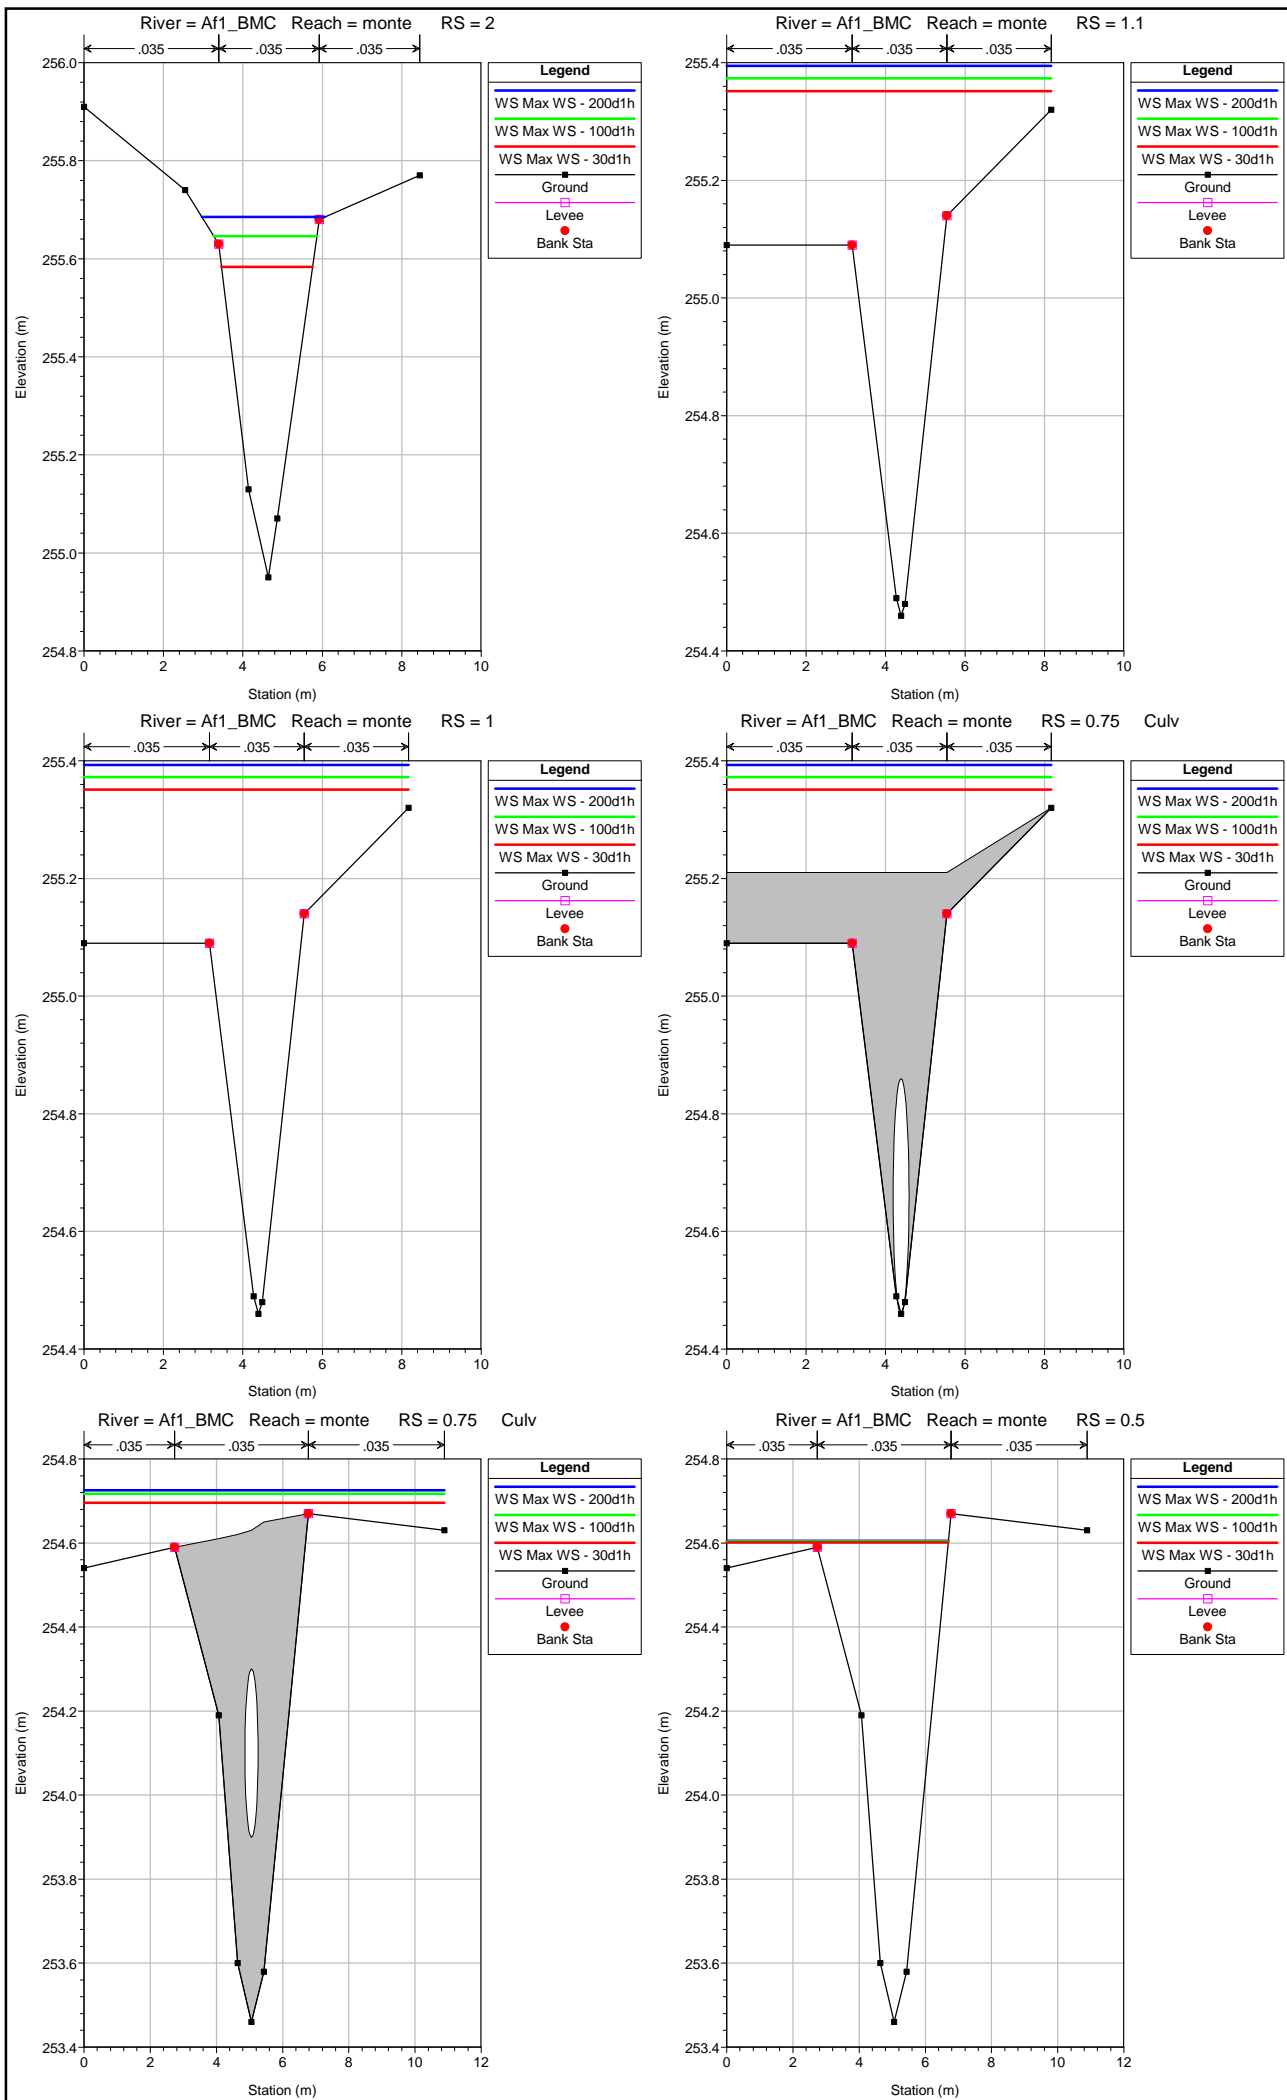 River = Af1_BMC Reach = monte RS = 2
.035 .035 .035
256.0
255.8
255.6
255.4
255.2
255.0
254.8
0 2 4 6 8 10
Station (m)
Elevation (m)
Legend
WS Max WS - 200d1h
WS Max WS - 100d1h
WS Max WS - 30d1h
Ground
Levee
Bank Sta
River = Af1_BMC Reach = monte RS = 1.1
.035 .035 .035
255.4
255.2
255.0
254.8
254.6
254.4
0 2 4 6 8 10
Station (m)
Elevation (m)
Legend
WS Max WS - 200d1h
WS Max WS - 100d1h
WS Max WS - 30d1h
Ground
Levee
Bank Sta
River = Af1_BMC Reach = monte RS = 1
.035 .035 .035
255.4
255.2
255.0
254.8
254.6
254.4
0 2 4 6 8 10
Station (m)
Elevation (m)
Legend
WS Max WS - 200d1h
WS Max WS - 100d1h
WS Max WS - 30d1h
Ground
Levee
Bank Sta
River = Af1_BMC Reach = monte RS = 0.75 Culv
.035 .035 .035
255.4
255.2
255.0
254.8
254.6
254.4
0 2 4 6 8 10
Station (m)
Elevation (m)
Legend
WS Max WS - 200d1h
WS Max WS - 100d1h
WS Max WS - 30d1h
Ground
Levee
Bank Sta
River = Af1_BMC Reach = monte RS = 0.75 Culv
.035 .035 .035
254.8
254.6
254.4
254.2
254.0
253.8
253.6
253.4
0 2 4 6 8 10 12
Station (m)
Elevation (m)
Legend
WS Max WS - 200d1h
WS Max WS - 100d1h
WS Max WS - 30d1h
Ground
Levee
Bank Sta
River = Af1_BMC Reach = monte RS = 0.5
.035 .035 .035
254.8
254.6
254.4
254.2
254.0
253.8
253.6
253.4
0 2 4 6 8 10 12
Station (m)
Elevation (m)
Legend
WS Max WS - 200d1h
WS Max WS - 100d1h
WS Max WS - 30d1h
Ground
Levee
Bank Sta